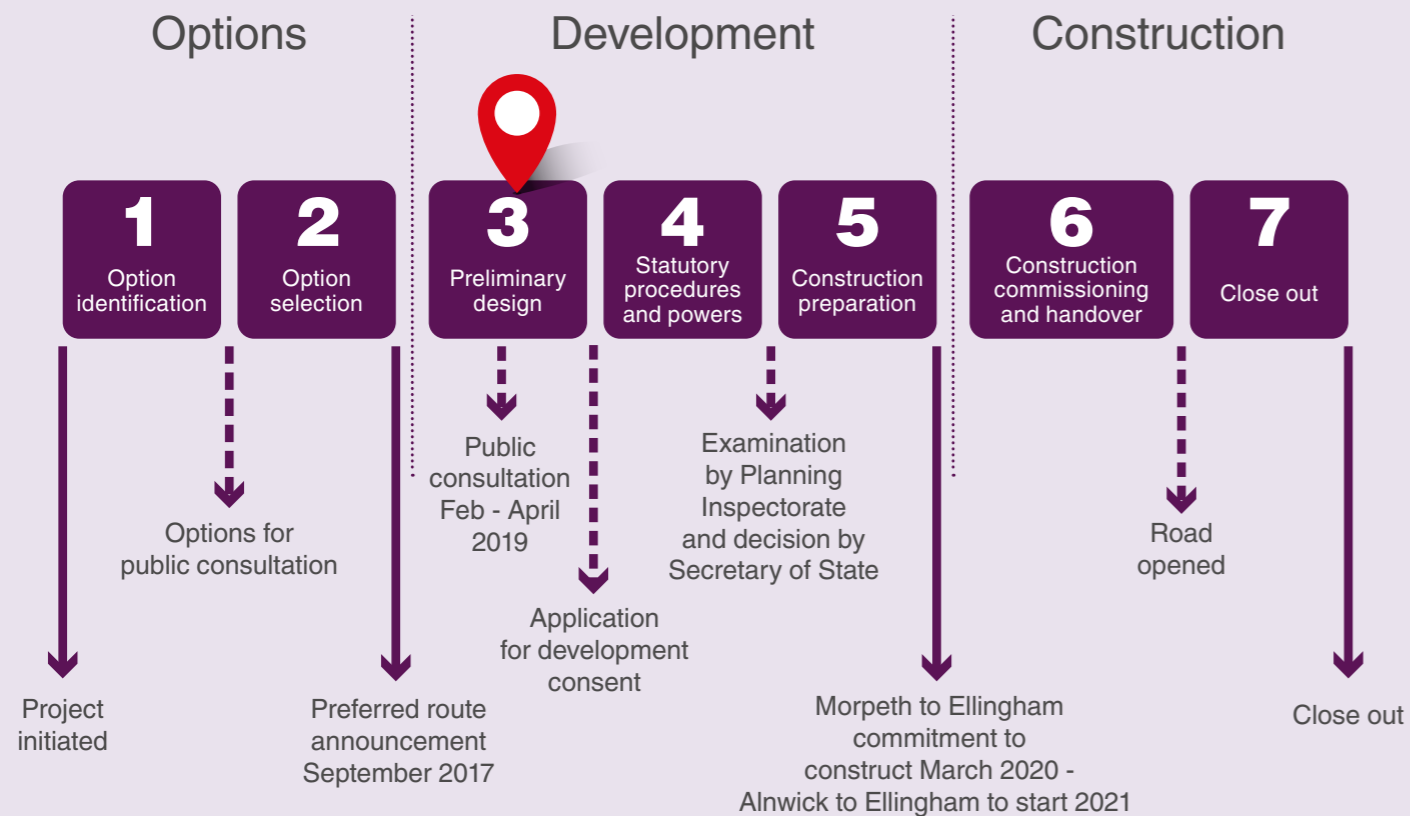 Options
Development
Construction
1
Option
identification
2
Option
selection
3
Preliminary
design
4
Statutory
procedures
and powers
5
Construction
preparation
6
Construction
commissioning
and handover
7
Close out
Project
initiated
Options for
public consultation
Preferred route
announcement
September 2017
Public
consultation
Feb - April
2019
Application
for development
consent
Examination
by Planning
Inspectorate
and decision by
Secretary of State
Morpeth to Ellingham
commitment to
construct March 2020 -
Alnwick to Ellingham to start 2021
Road
opened
Close out